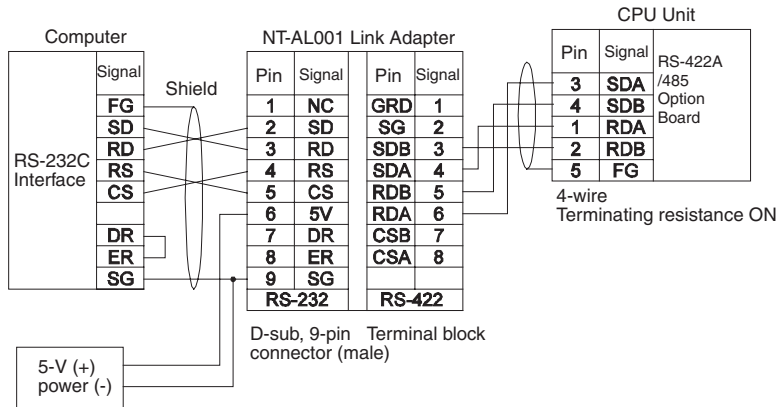 CPU Unit
Computer
NT-AL001 Link Adapter
Pin Signal
RS-422A
/485
Option
Board
3 SDA
4 SDB
1 RDA
2 RDB
5 FG
4-wire
Terminating resistance ON
Signal
Shield
RS-232C
Interface
FG
SD
RD
RS
CS
DR
ER
SG
Pin Signal Pin Signal
1 NC GRD 1
2 SD SG 2
3 RD SDB 3
4 RS SDA 4
5 CS RDB 5
6 5V RDA 6
7 DR CSB 7
8 ER CSA 8
9 SG
RS-232 RS-422
D-sub, 9-pin Terminal block
connector (male)
5-V (+)
power (-)